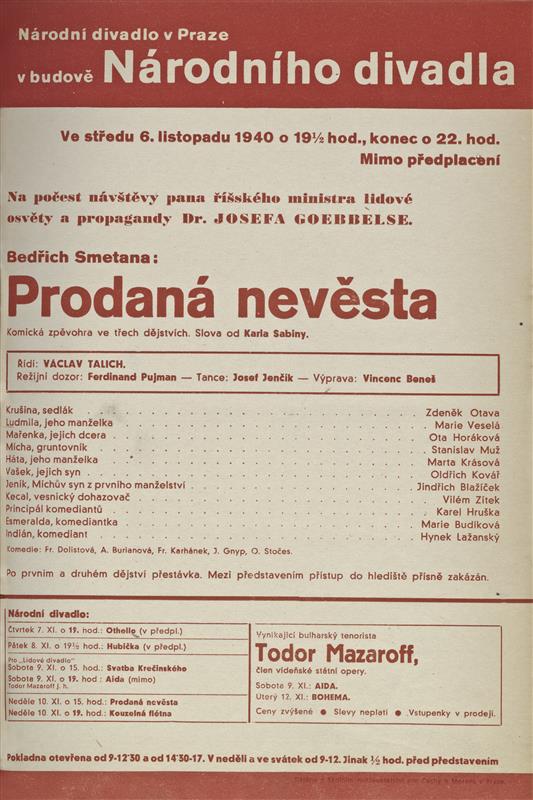 Národní divadlo v Praze
v budově Národního divadla
Ve středu 6. listopadu 1940 o 19½ hod., konec o 22. hod.
Mimo předplacení
Na počest návštěvy pana říšského ministra lidové
osvěty a propagandy Dr. JOSEFA GOEBBELSE.
Bedřich Smetana:
Prodaná nevěsta
Komická zpěvohra ve třech dějstvích. Slova od Karla Sabiny.
Řídí: VÁCLAV TALICH.
Režijní dozor: Ferdinand Pujman — Tance: Josef Jenčík — Výprava: Vincenc Beneš
Krušina, sedlák . . . . . Zdeněk Otava
Ludmila, jeho manželka . . . . . Marie Veselá
Mařenka, jejich dcera . . . . . Ota Horáková
Mícha, gruntovník . . . . . Stanislav Muž
Háta, jeho manželka . . . . . Marta Krásová
Vašek, jejich syn . . . . . Oldřich Kovář
Jeník, Míchův syn z prvního manželství . . . . . Jindřich Blažíček
Kecal, vesnický dohazovač . . . . . Vilém Zítek
Principál komediantů . . . . . Karel Hruška
Esmeralda, komediantka . . . . . Marie Budíková
Indián, komediant . . . . . Hynek Lažanský
Komedie: Fr. Dolistová, A. Burianová, Fr. Karhánek, J. Gnyp, O. Stočes.
Po prvním a druhém dějství přestávka. Mezi představením přístup do hlediště přísně zakázán.
Národní divadlo:
Čtvrtek 7. XI. o 19. hod.: Othello (v předpl.)
Pátek 8. XI. o 19½ hod.: Hubička (v předpl.)
Pro „Lidové divadlo"
Sobota 9. XI. o 15. hod.: Svatba Krečinského
Sobota 9. XI. o 19. hod: Aida (mimo)
Todor Mazaroff j. h.
Neděle 10. XI. o 15. hod.: Prodaná nevěsta
Neděle 10. XI. o 19. hod.: Kouzelná flétna
Vynikající bulharský tenorista
Todor Mazaroff,
člen vídeňské státní opery.
Sobota 9. XI.: AIDA.
Úterý 12. XI.: BOHEMA.
Ceny zvýšené ● Slevy neplatí ● Vstupenky v prodeji.
Pokladna otevřena od 9-12˙30 a od 14˙30-17. V neděli a ve svátek od 9-12. Jinak ½ hod. před představením